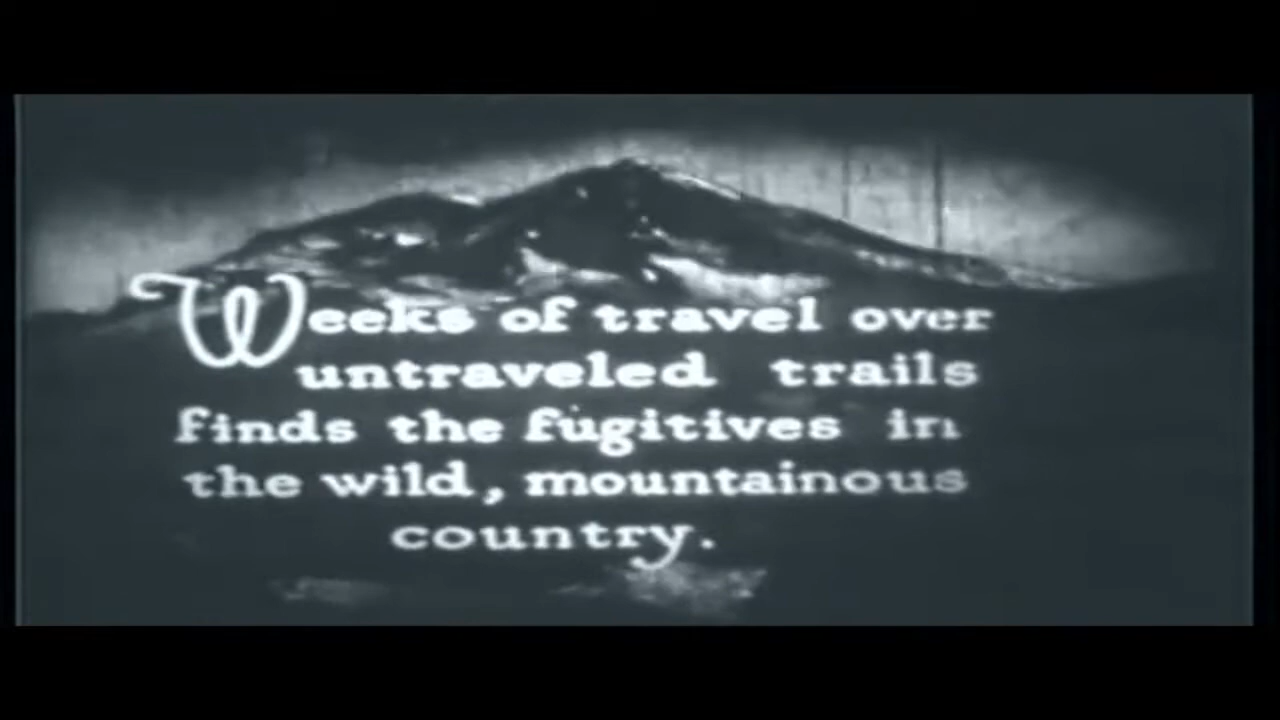 Weeks of travel over
untraveled trails
finds the fugitives in
the wild, mountainous
country.